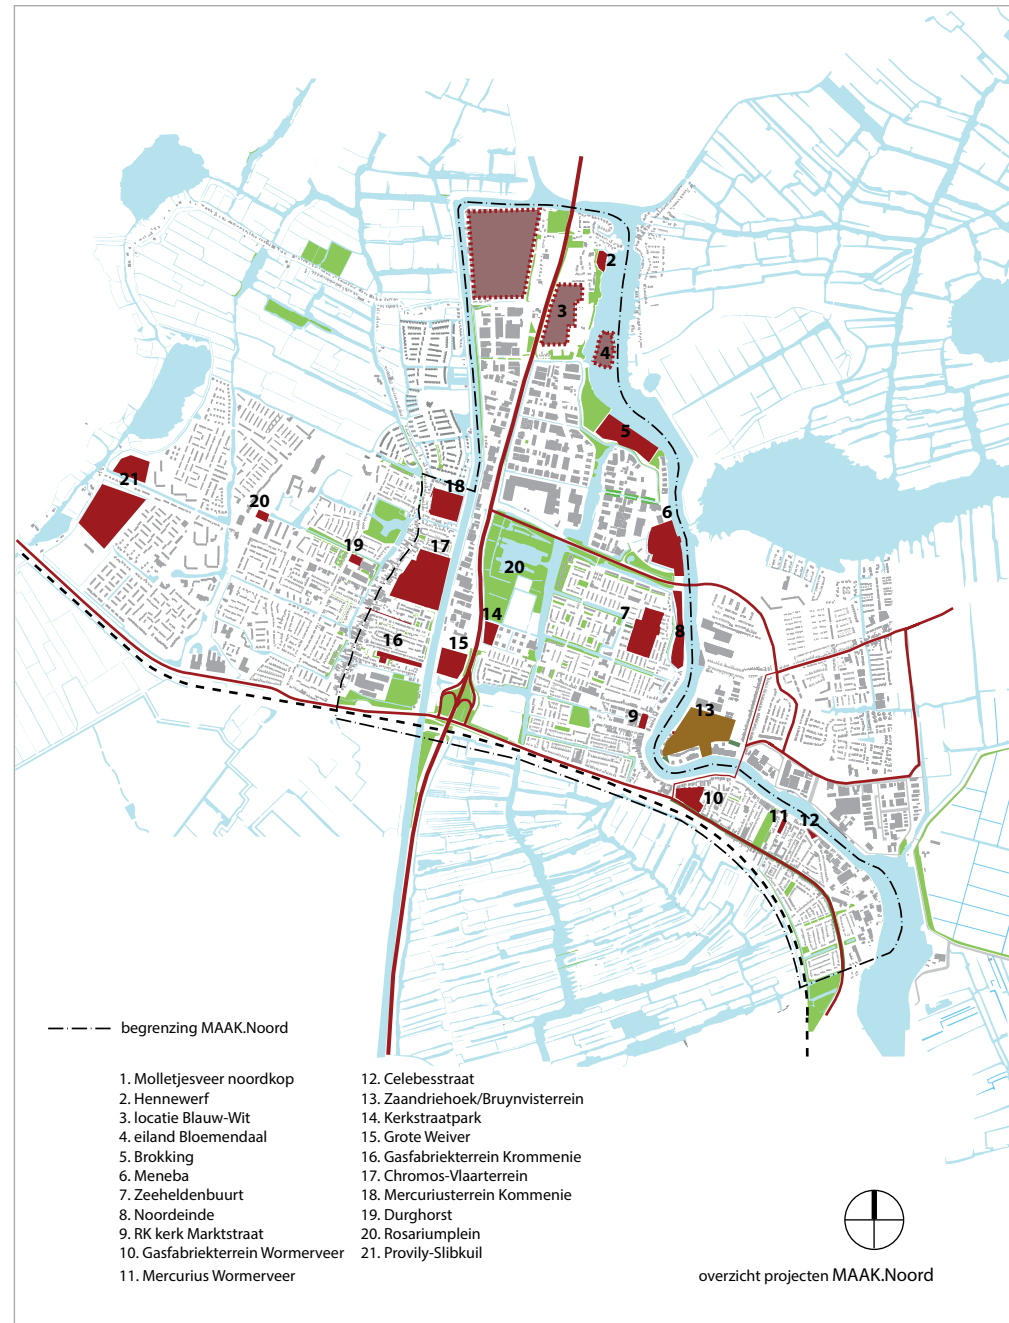 2
3
4
5
6
18
21
20
19
17
20
7
8
14
16
15
9
13
10
11
12
begrenzing MAAK.Noord
1. Molletjesveer noordkop
2. Hennewerf
3. locatie Blauw-Wit
4. eiland Bloemendaal
5. Brokking
6. Meneba
7. Zeeheldenbuurt
8. Noordeinde
9. RK kerk Marktstraat
10. Gasfabriekterrein Wormerveer
11. Mercurius Wormerveer
12. Celebesstraat
13. Zaandriehoek/Bruynvisterrein
14. Kerkstraatpark
15. Grote Weiver
16. Gasfabriekterrein Krommenie
17. Chromos-Vlaarterrein
18. Mercuriusterrein Kommenie
19. Durghorst
20. Rosariumplein
21. Provily-Slibkuil
overzicht projecten MAAK.Noord